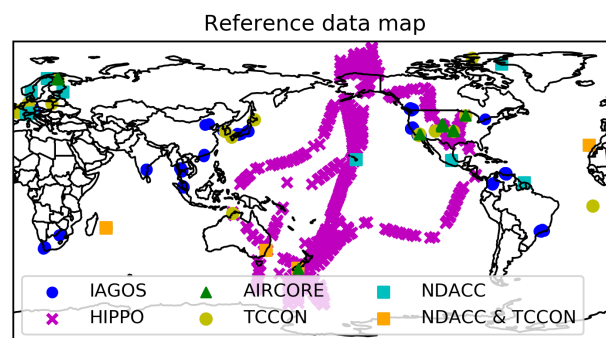 Reference data map
IAGOS AIRCORE NDACC
HIPPO TCCON NDACC & TCCON